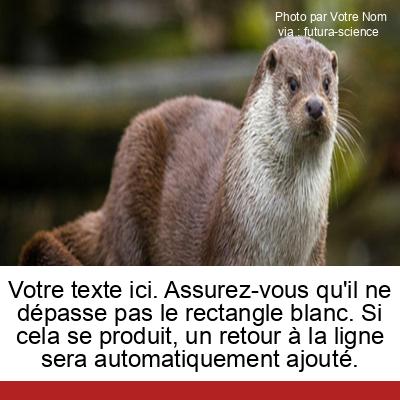 Photo par Votre Nom
via : futura-science
Votre texte ici. Assurez-vous qu'il ne
dépasse pas le rectangle blanc. Si
cela se produit, un retour à la ligne
sera automatiquement ajouté.